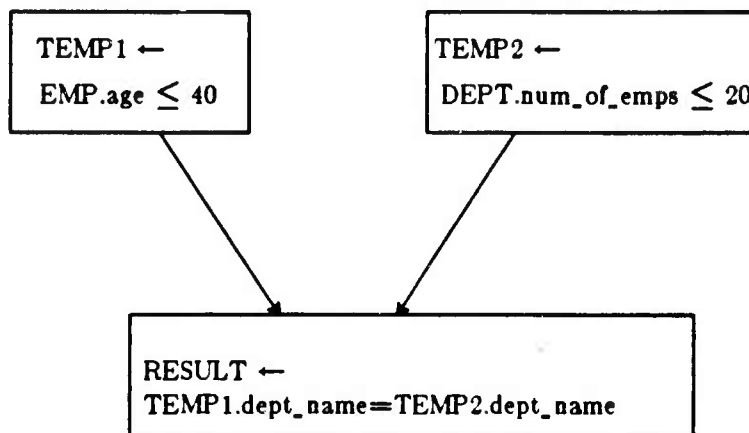 TEMP1 ←
EMP.age ≤ 40
TEMP2 ←
DEPT.num_of_emps ≤ 20
RESULT ←
TEMP1.dept_name=TEMP2.dept_name